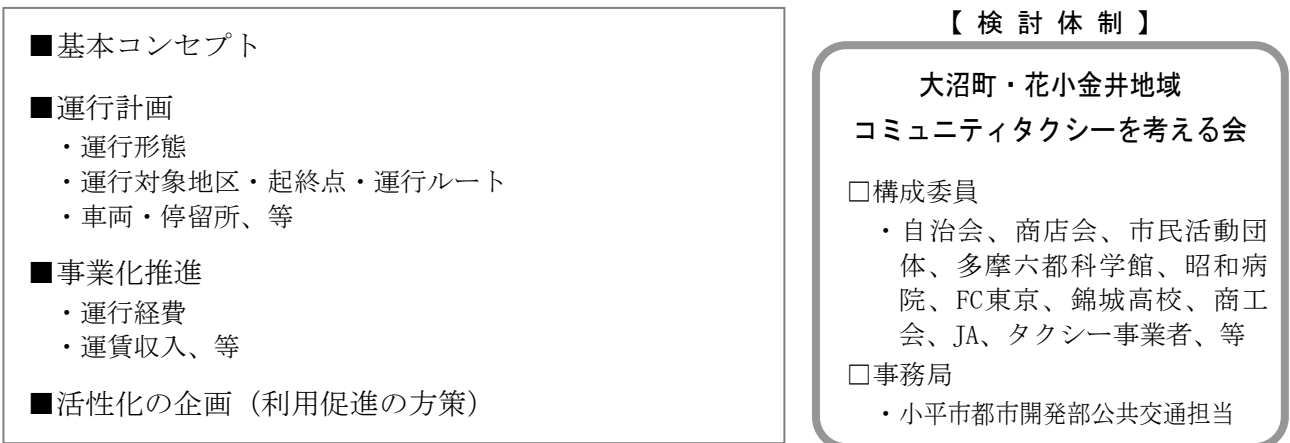 ■基本コンセプト
■運行計画
・運行形態
・運行対象地区・起終点・運行ルート
・車両・停留所、等
■事業化推進
・運行経費
・運賃収入、等
■活性化の企画（利用促進の方策）
【検討体制】
大沼町・花小金井地域
コミュニティタクシーを考える会
□構成委員
・自治会、商店会、市民活動団
体、多摩六都科学館、昭和病
院、FC東京、錦城高校、商工
会、JA、タクシー事業者、等
□事務局
・小平市都市開発部公共交通担当